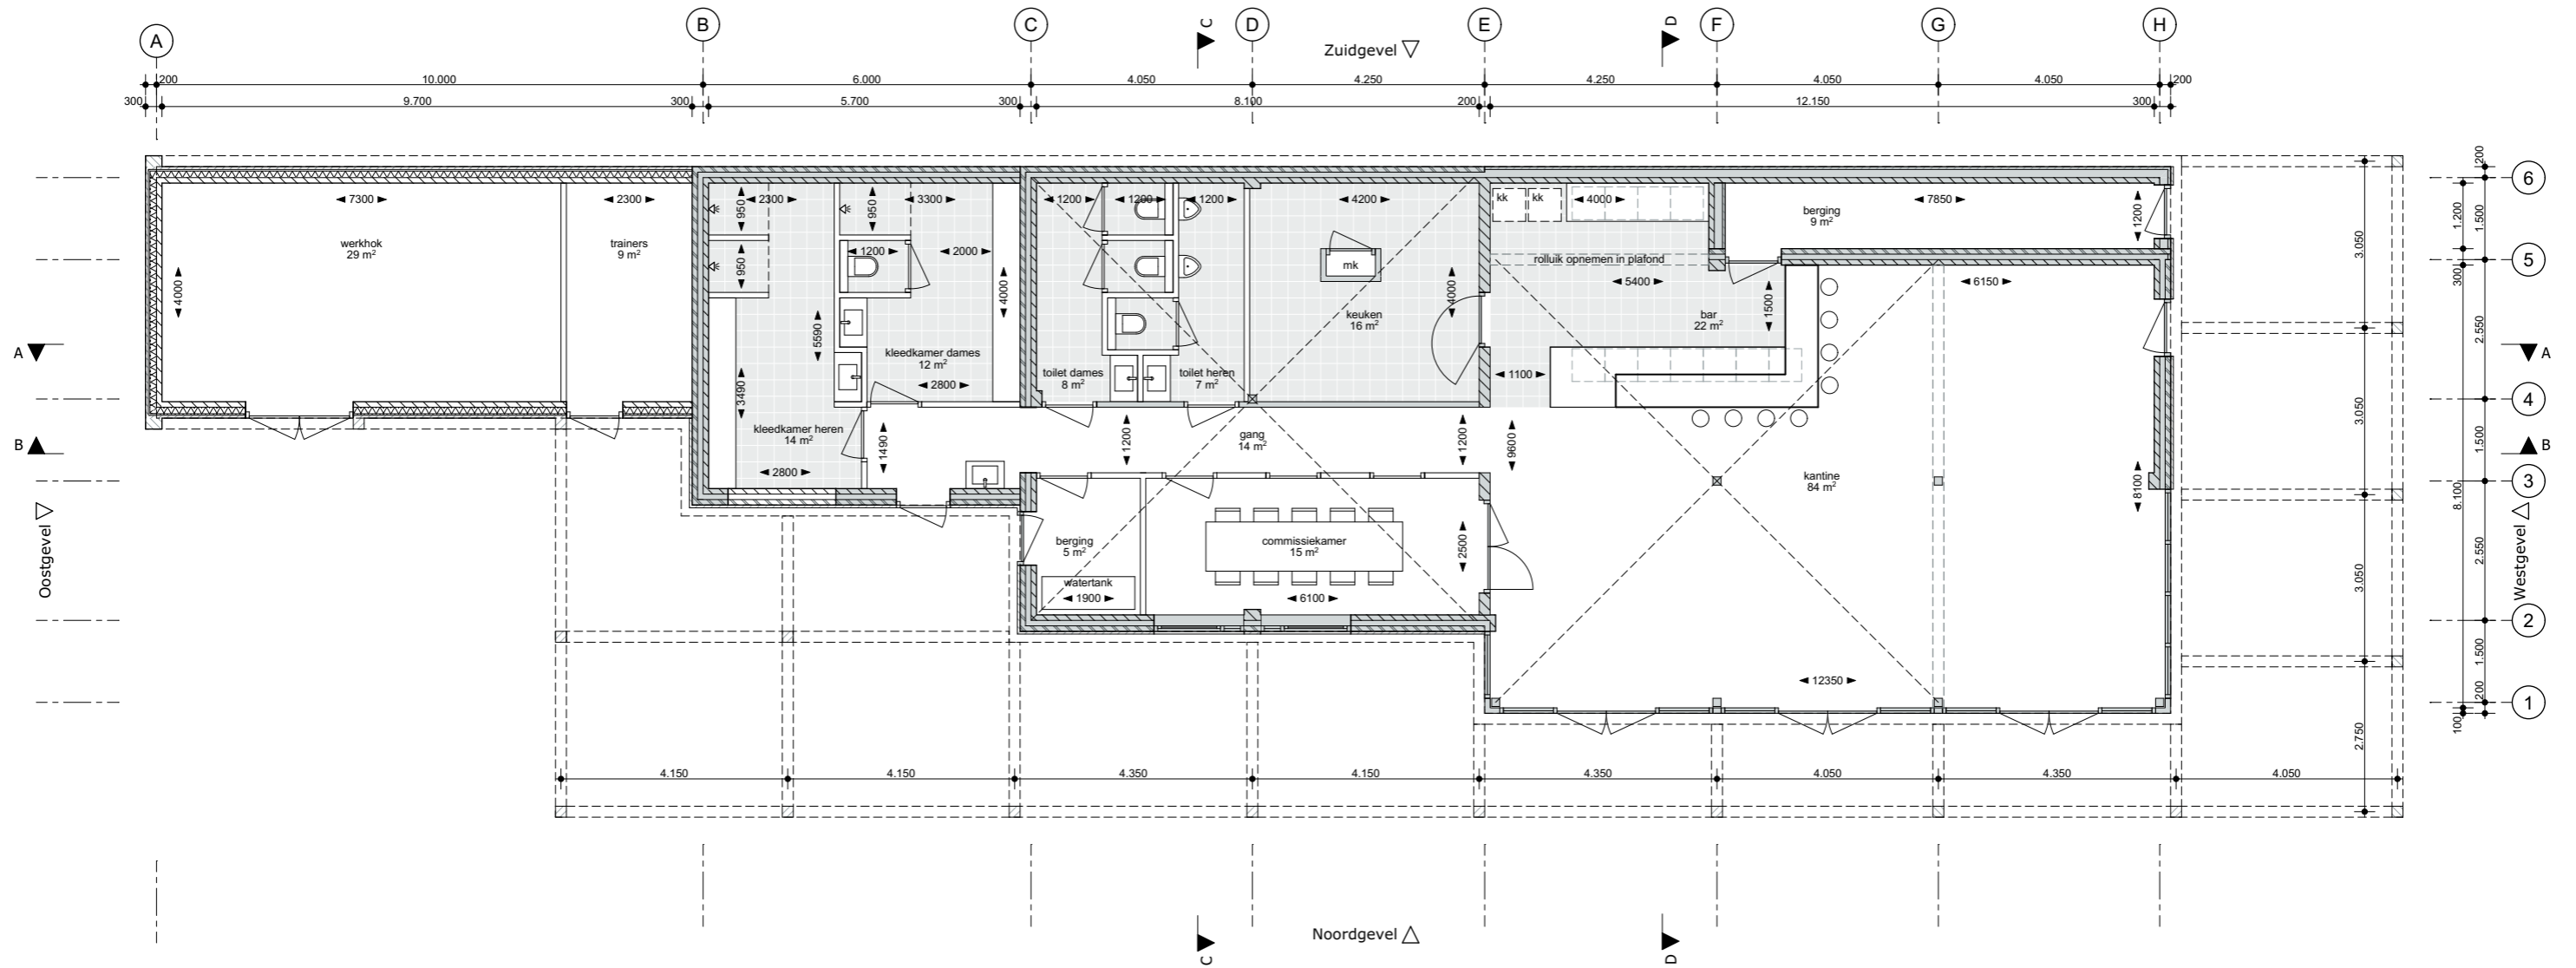 A B C D E F G H
C D
Zuidgevel
200 10.000 6.000 4.050 4.250 4.250 4.050 4.050 200
300 9.700 300 5.700 300 8.100 200 12.150 300
7300 2300 2300 3300 1200 1200 1200 4200 4000 7850
950 950 1200
kk kk
werkhok
29 m²
trainers
9 m²
berging
9 m²
950 1200 2000
4000 4000 4000
mk
rolluik opnemen in plafond
5400 6150
1500
5590
keuken
16 m²
bar
22 m²
kleedkamer dames
12 m²
2800
3490
toilet dames
8 m²
toilet heren
7 m²
1100
kleedkamer heren
14 m²
2800
1490
1200
gang
14 m²
1200
9600
kantine
84 m²
8100
berging
5 m²
watertank
1900
commissiekamer
15 m²
6100
2500
12350
4.150 4.150 4.350 4.150 4.350 4.050 4.350 4.050
A A
B B
Oostgevel
Westgevel
3.050 3.050 3.050 2.750
1.200 300 8.100 100
200 1.500 2.550 1.500 2.550 1.500 200
6
5
4
3
2
1
C D
Noordgevel